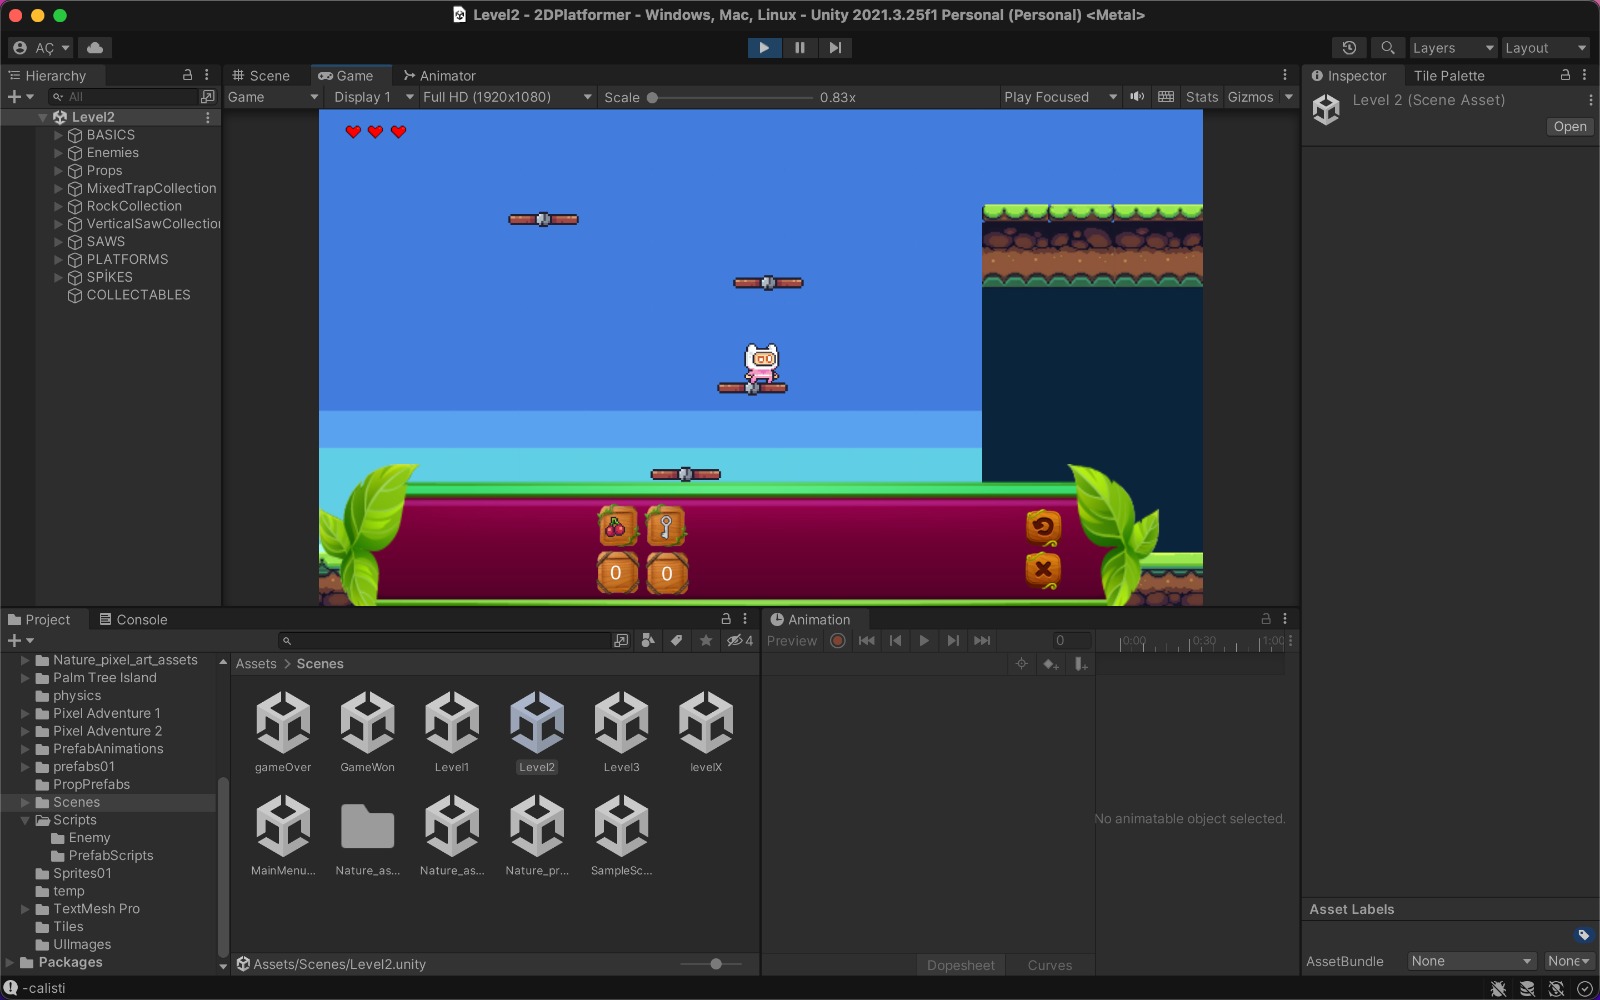 Level2 - 2DPlatformer - Windows, Mac, Linux - Unity 2021.3.25f1 Personal (Personal) <Metal>
AÇ
Layers
Layout
Hierarchy
All
Level2
BASICS
Enemies
Props
MixedTrapCollection
RockCollection
VerticalSawCollection
SAWS
PLATFORMS
SPİKES
COLLECTABLES
Scene
Game
Animator
Game
Display 1
Full HD (1920x1080)
Scale
0.83x
Play Focused
Stats
Gizmos
0
0
Inspector
Tile Palette
Level 2 (Scene Asset)
Open
Project
Console
4
Nature_pixel_art_assets
Palm Tree Island
physics
Pixel Adventure 1
Pixel Adventure 2
PrefabAnimations
prefabs01
PropPrefabs
Scenes
Scripts
Enemy
PrefabScripts
Sprites01
temp
TextMesh Pro
Tiles
UIImages
Packages
Assets > Scenes
gameOver
GameWon
Level1
Level2
Level3
levelX
MainMenu...
Nature_as...
Nature_as...
Nature_pr...
SampleSc...
Assets/Scenes/Level2.unity
Animation
Preview
0
0:00
0:30
1:00
No animatable object selected.
Dopesheet
Curves
Asset Labels
AssetBundle
None
None
-calisti